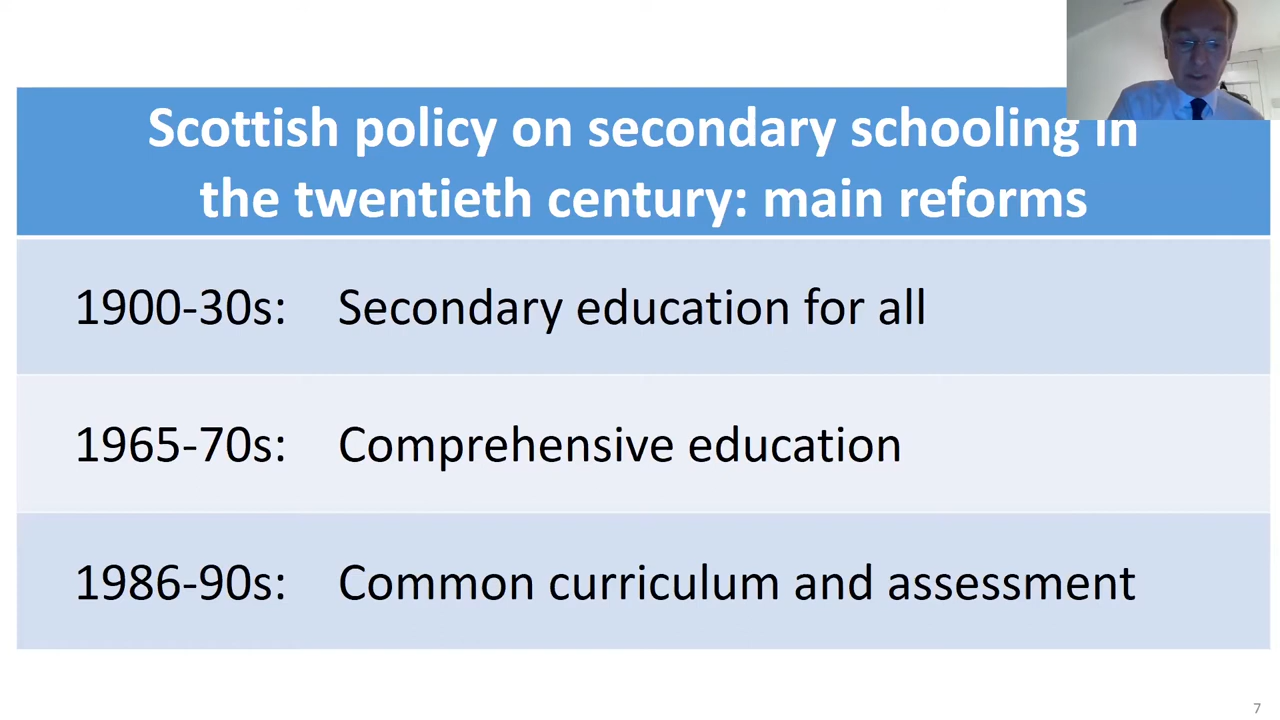 Scottish policy on secondary schooling in
the twentieth century: main reforms
1900-30s: Secondary education for all
1965-70s: Comprehensive education
1986-90s: Common curriculum and assessment
7